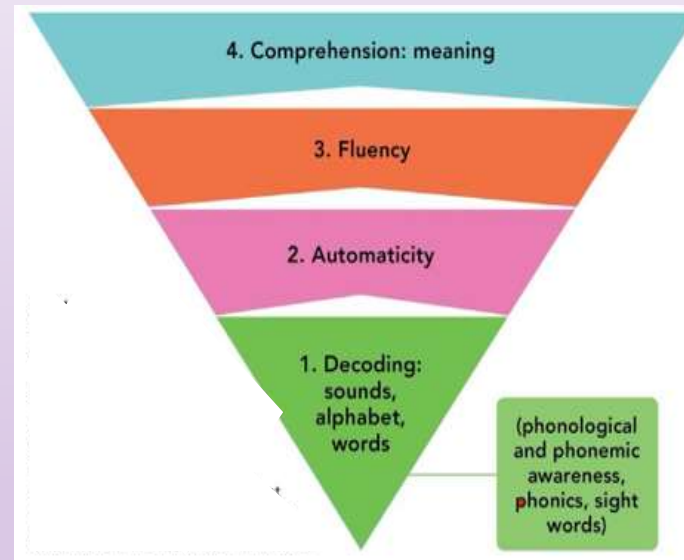 4. Comprehension: meaning
3. Fluency
2. Automaticity
1. Decoding:
sounds,
alphabet,
words
(phonological
and phonemic
awareness,
phonics, sight
words)